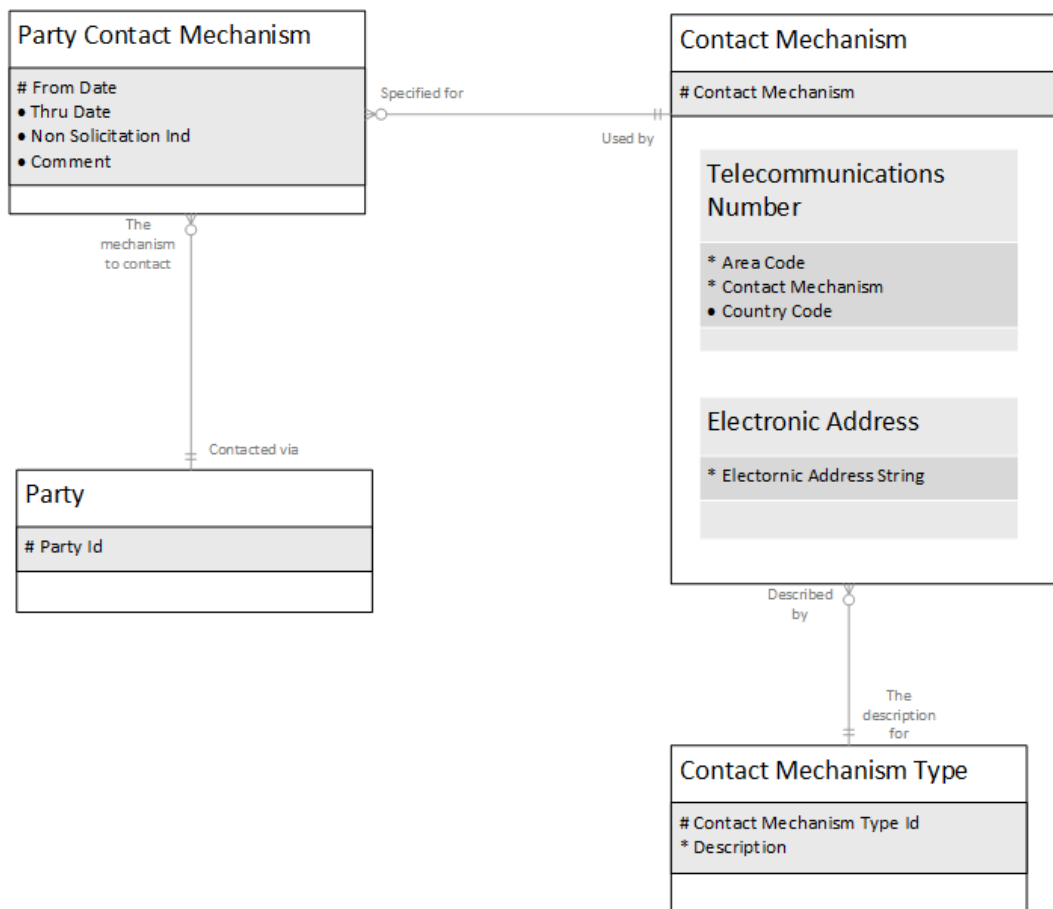 Party Contact Mechanism
# From Date
• Thru Date
• Non Solicitation Ind
• Comment
Specified for
Used by
Contact Mechanism
# Contact Mechanism
Telecommunications
Number
* Area Code
* Contact Mechanism
• Country Code
Electronic Address
* Electornic Address String
The
mechanism
to contact
Contacted via
Party
# Party Id
Described
by
The
description
for
Contact Mechanism Type
# Contact Mechanism Type Id
* Description